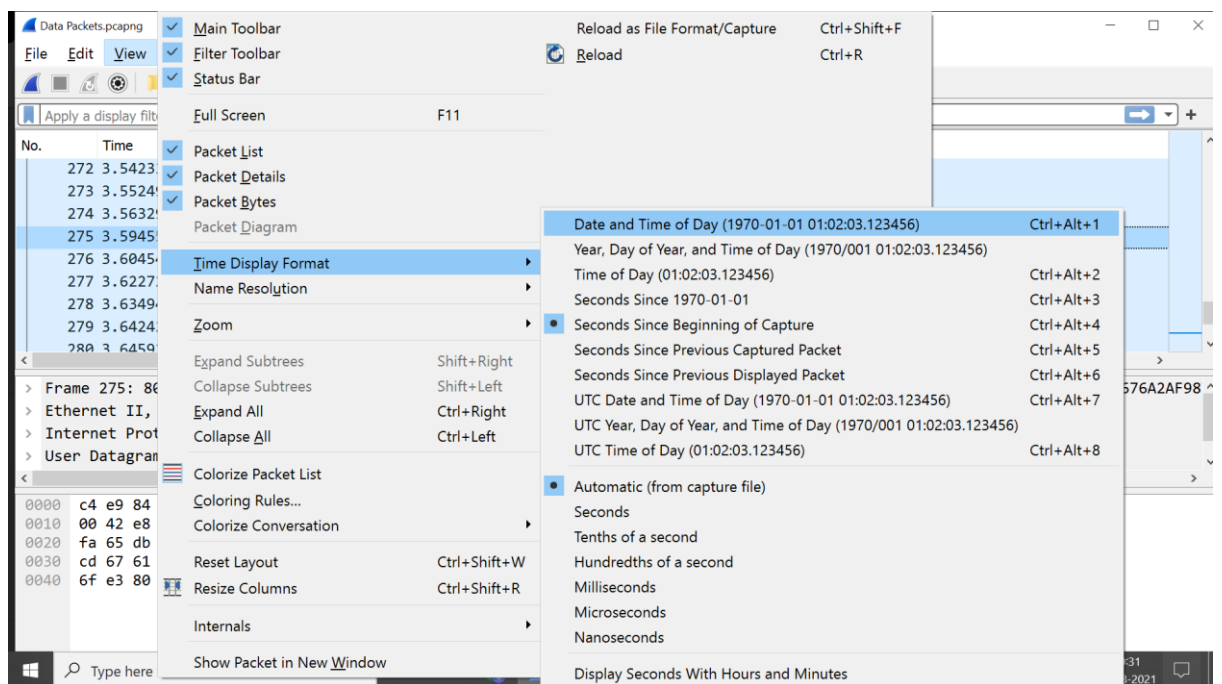 Data Packets.pcapng
File Edit View
Apply a display filt
No. Time
272 3.5423
273 3.5524
274 3.5632
275 3.5945
276 3.6045
277 3.6227
278 3.6349
279 3.6424
280 3.6459
Frame 275: 80
Ethernet II,
Internet Prot
User Datagram
576A2AF98
0000 c4 e9 84
0010 00 42 e8
0020 fa 65 db
0030 cd 67 61
0040 6f e3 80
Type here
Main Toolbar
Filter Toolbar
Status Bar
Full Screen F11
Packet List
Packet Details
Packet Bytes
Packet Diagram
Time Display Format
Name Resolution
Zoom
Expand Subtrees Shift+Right
Collapse Subtrees Shift+Left
Expand All Ctrl+Right
Collapse All Ctrl+Left
Colorize Packet List
Coloring Rules...
Colorize Conversation
Reset Layout Ctrl+Shift+W
Resize Columns Ctrl+Shift+R
Internals
Show Packet in New Window
Reload as File Format/Capture Ctrl+Shift+F
Reload Ctrl+R
Date and Time of Day (1970-01-01 01:02:03.123456) Ctrl+Alt+1
Year, Day of Year, and Time of Day (1970/001 01:02:03.123456)
Time of Day (01:02:03.123456) Ctrl+Alt+2
Seconds Since 1970-01-01 Ctrl+Alt+3
Seconds Since Beginning of Capture Ctrl+Alt+4
Seconds Since Previous Captured Packet Ctrl+Alt+5
Seconds Since Previous Displayed Packet Ctrl+Alt+6
UTC Date and Time of Day (1970-01-01 01:02:03.123456) Ctrl+Alt+7
UTC Year, Day of Year, and Time of Day (1970/001 01:02:03.123456)
UTC Time of Day (01:02:03.123456) Ctrl+Alt+8
Automatic (from capture file)
Seconds
Tenths of a second
Hundredths of a second
Milliseconds
Microseconds
Nanoseconds
Display Seconds With Hours and Minutes
:31
-2021